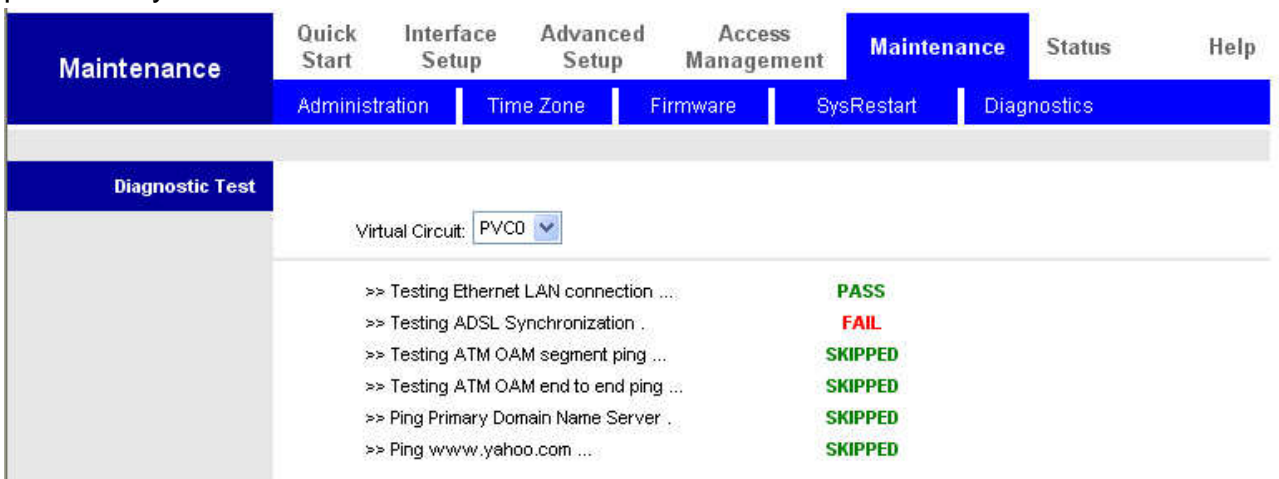 Maintenance
Quick Start
Interface Setup
Advanced Setup
Access Management
Maintenance
Status
Help
Administration
Time Zone
Firmware
SysRestart
Diagnostics
Diagnostic Test
Virtual Circuit: PVC0
>> Testing Ethernet LAN connection ... PASS
>> Testing ADSL Synchronization . FAIL
>> Testing ATM OAM segment ping ... SKIPPED
>> Testing ATM OAM end to end ping ... SKIPPED
>> Ping Primary Domain Name Server . SKIPPED
>> Ping www.yahoo.com ... SKIPPED